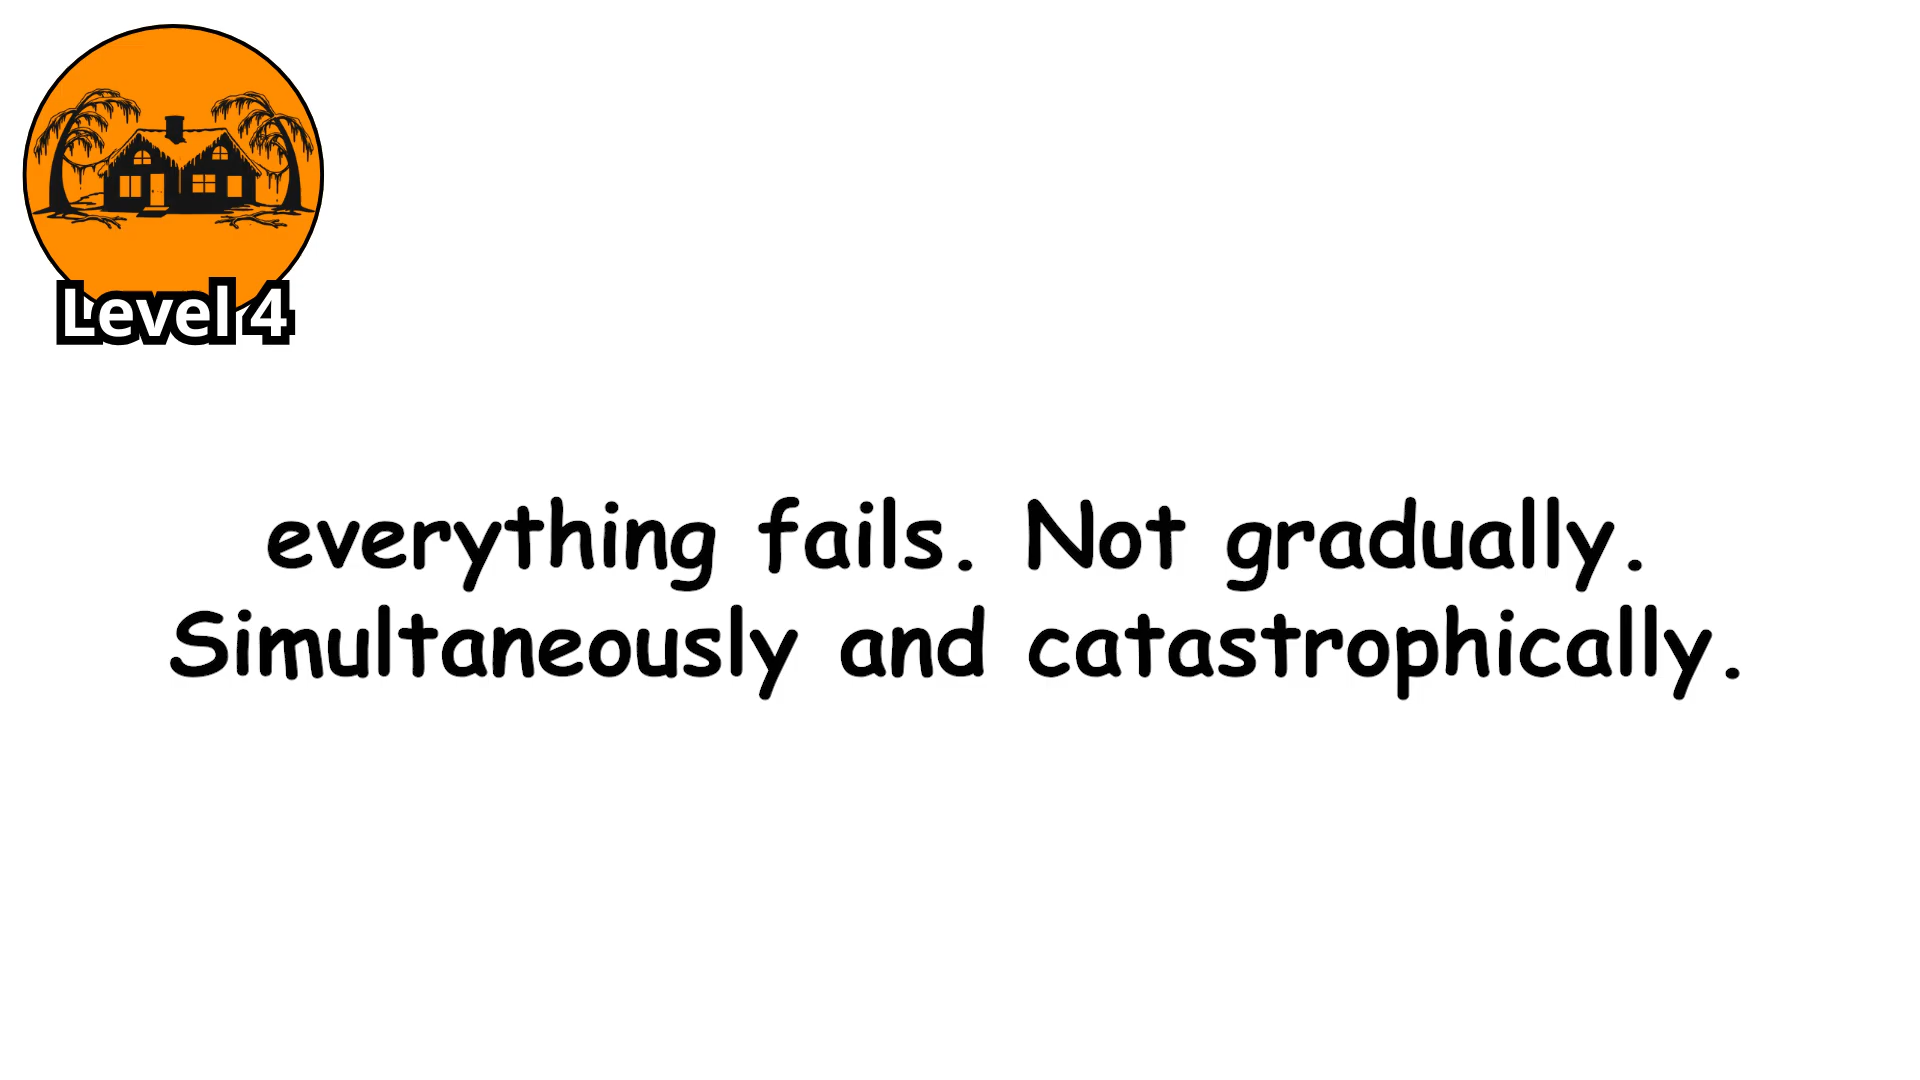 Level 4
everything fails. Not gradually.
Simultaneously and catastrophically.